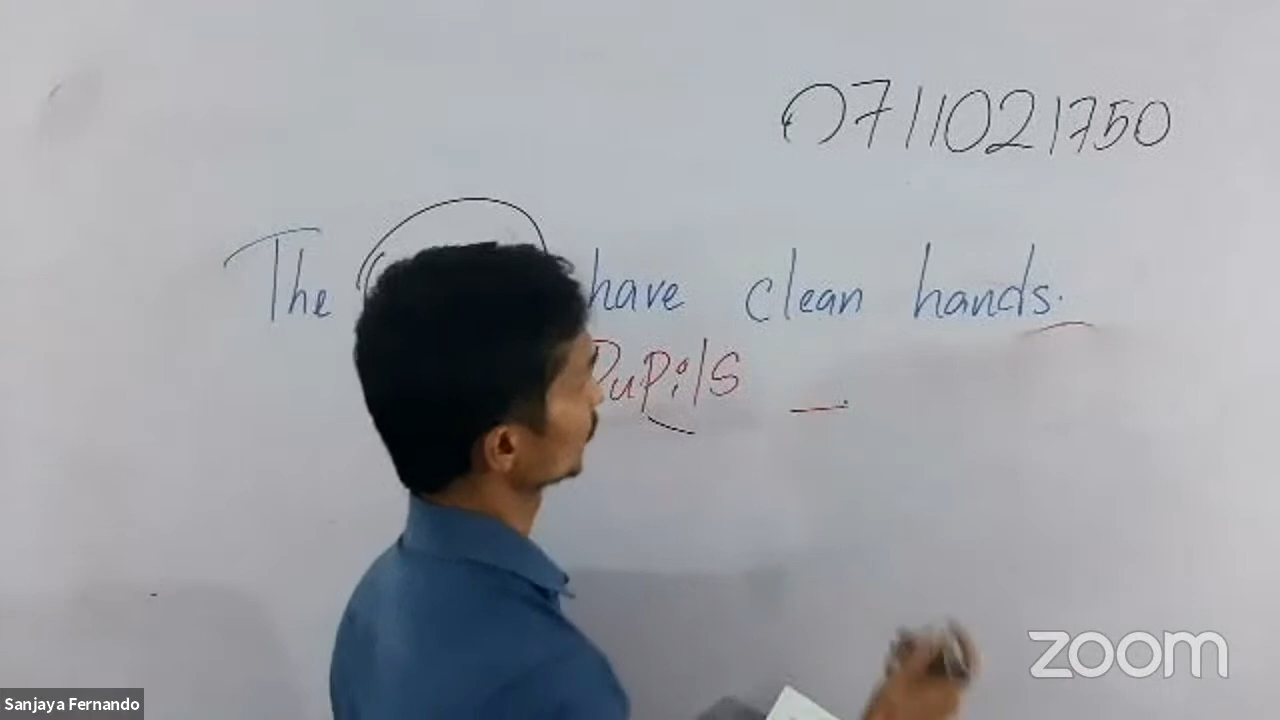 0711021750
The have clean hands.
Pupils
zoom
Sanjaya Fernando